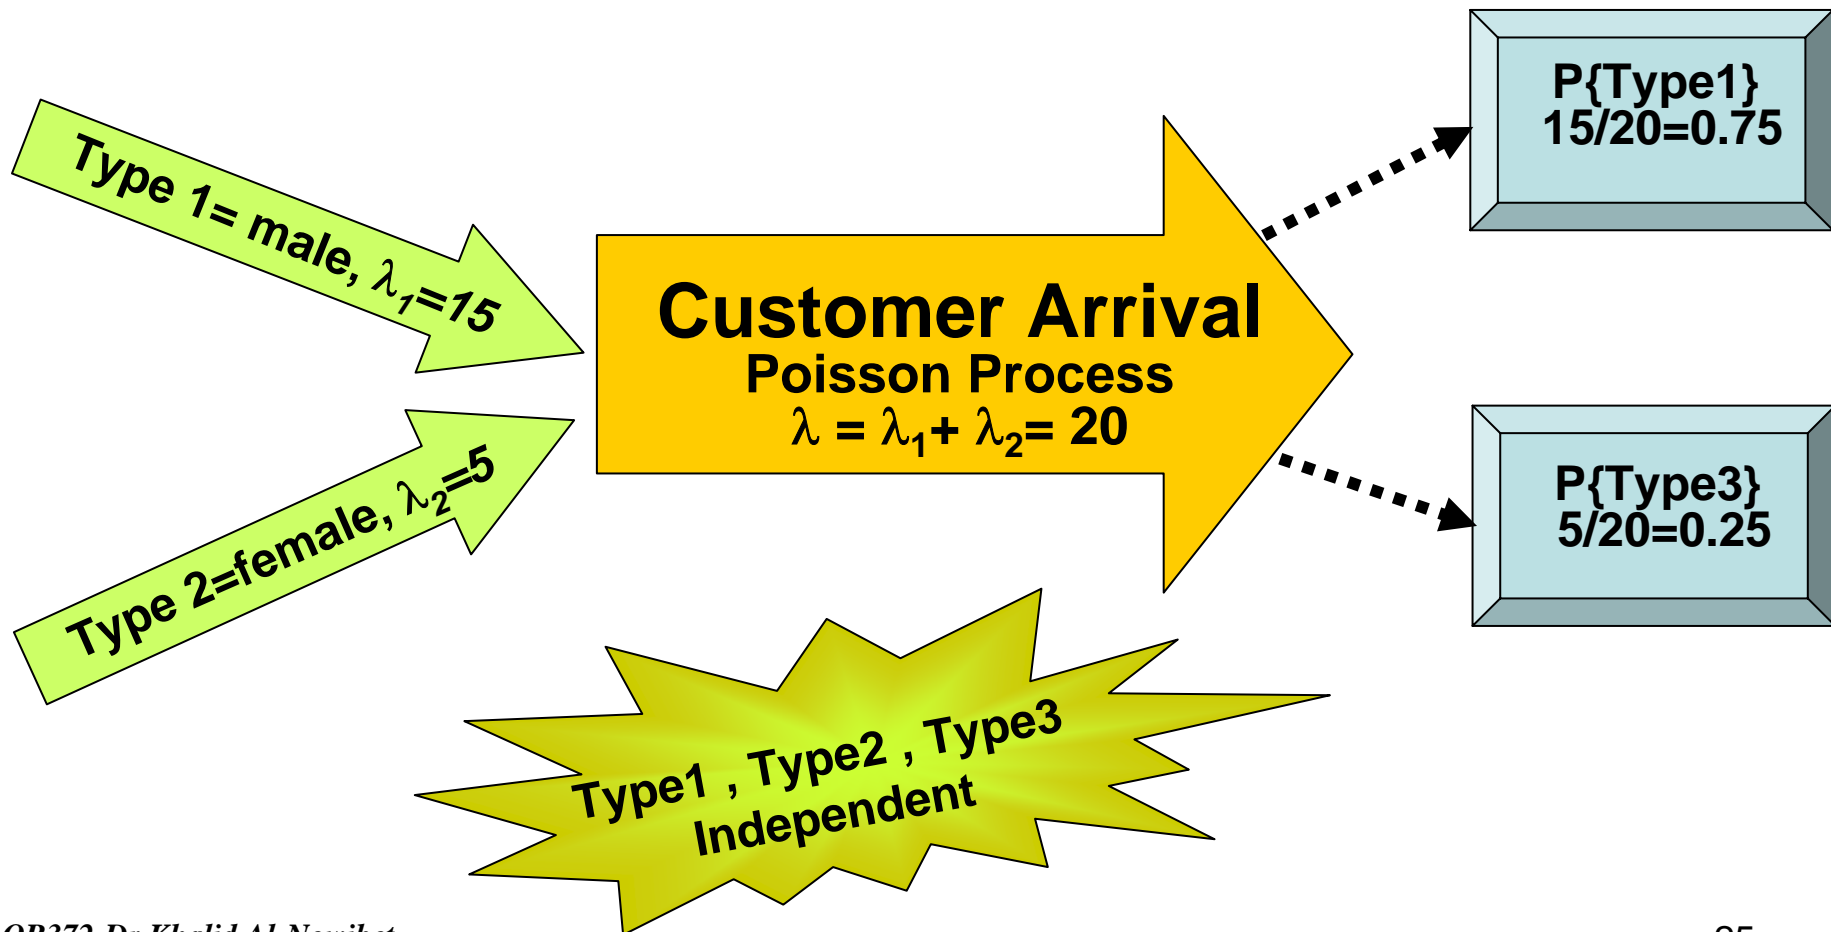 Type 1= male, λ1=15
Type 2=female, λ2=5
Customer Arrival
Poisson Process
λ = λ1+ λ2= 20
P{Type1}
15/20=0.75
P{Type3}
5/20=0.25
Type1 , Type2 , Type3
Independent